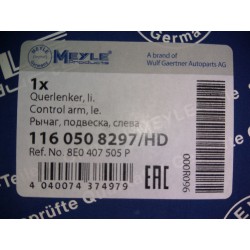 MEYLE
products
A brand of
Wulf Gaertner Autoparts AG
1x
Querlenker, li.
Control arm, le.
Рычаг, подвеска, слева
116 050 8297/HD
Ref. No. 8E0 407 505 P
4 040074 374979
EAC
0008096